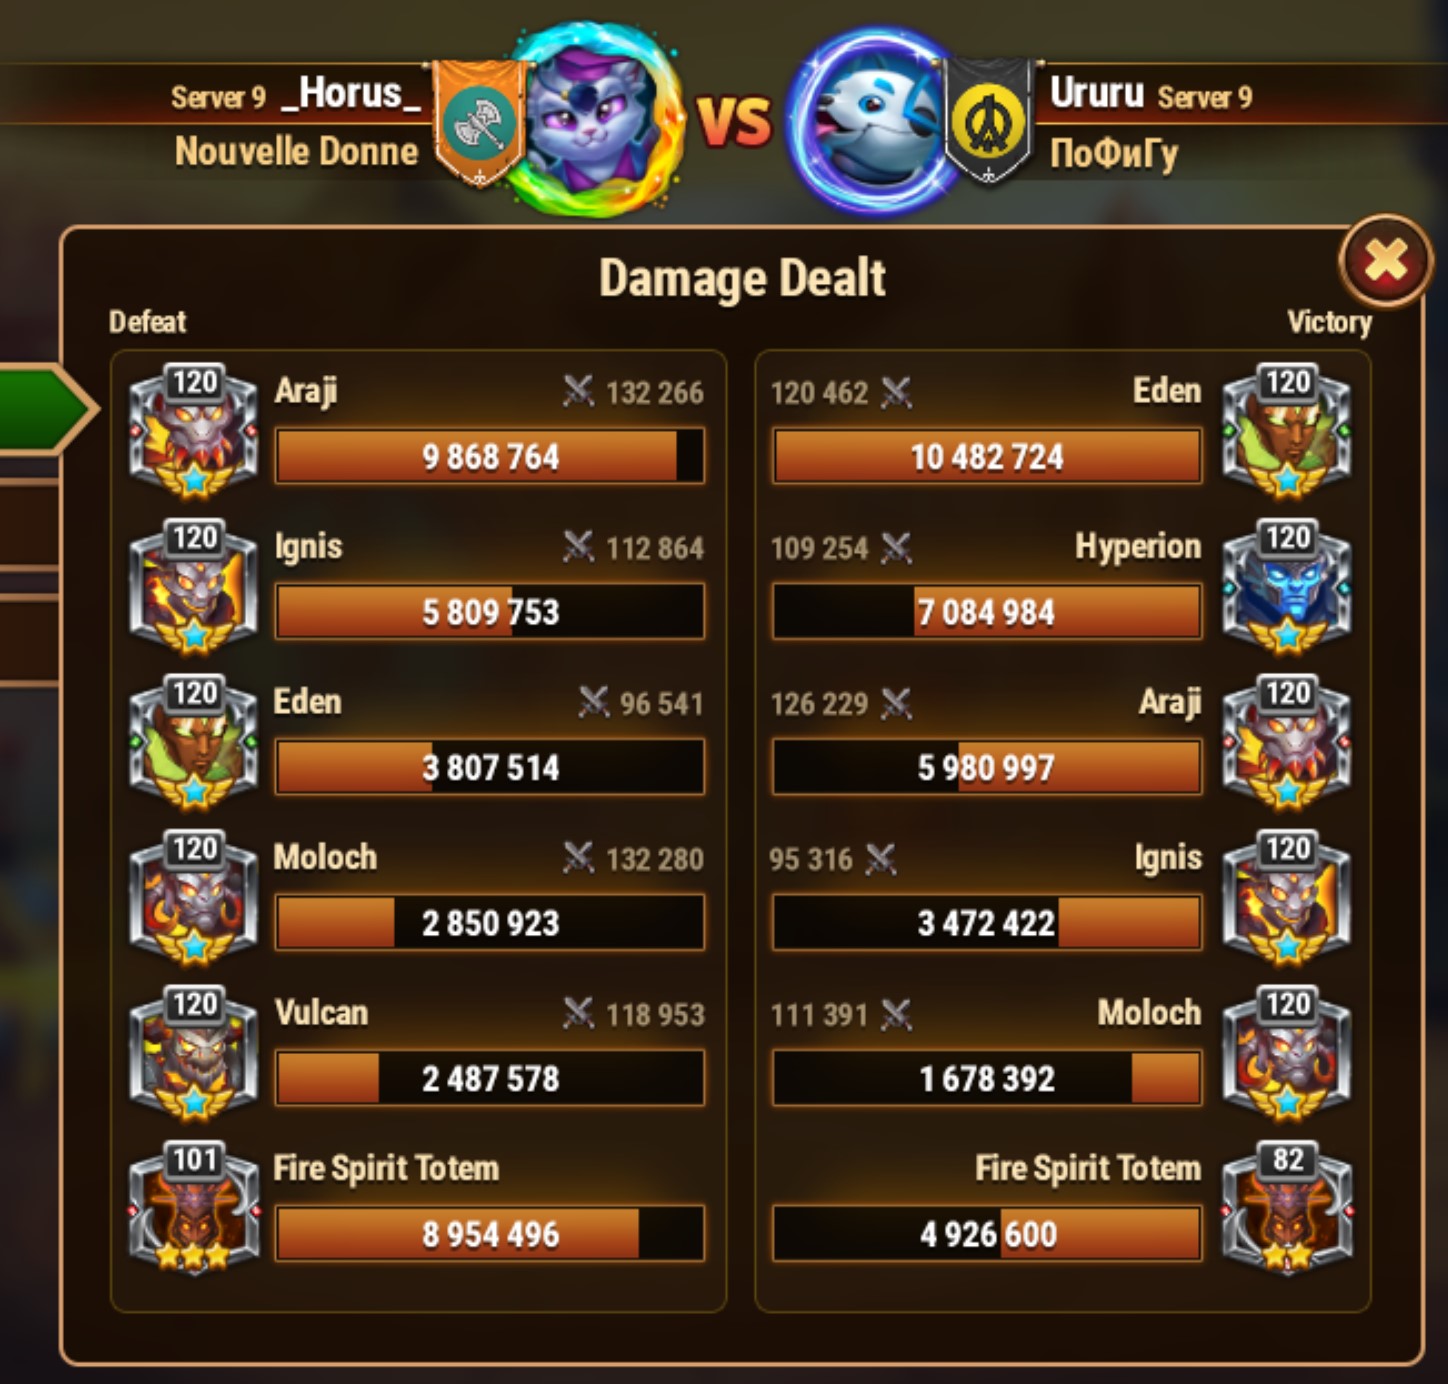 Server 9 _Horus_
Nouvelle Donne
VS
Ururu Server 9
ПоФиГу
Damage Dealt
Defeat
Victory
120 Araji 132 266
9 868 764
120 462 Eden 120
10 482 724
120 Ignis 112 864
5 809 753
109 254 Hyperion 120
7 084 984
120 Eden 96 541
3 807 514
126 229 Araji 120
5 980 997
120 Moloch 132 280
2 850 923
95 316 Ignis 120
3 472 422
120 Vulcan 118 953
2 487 578
111 391 Moloch 120
1 678 392
101 Fire Spirit Totem
8 954 496
Fire Spirit Totem 82
4 926 600